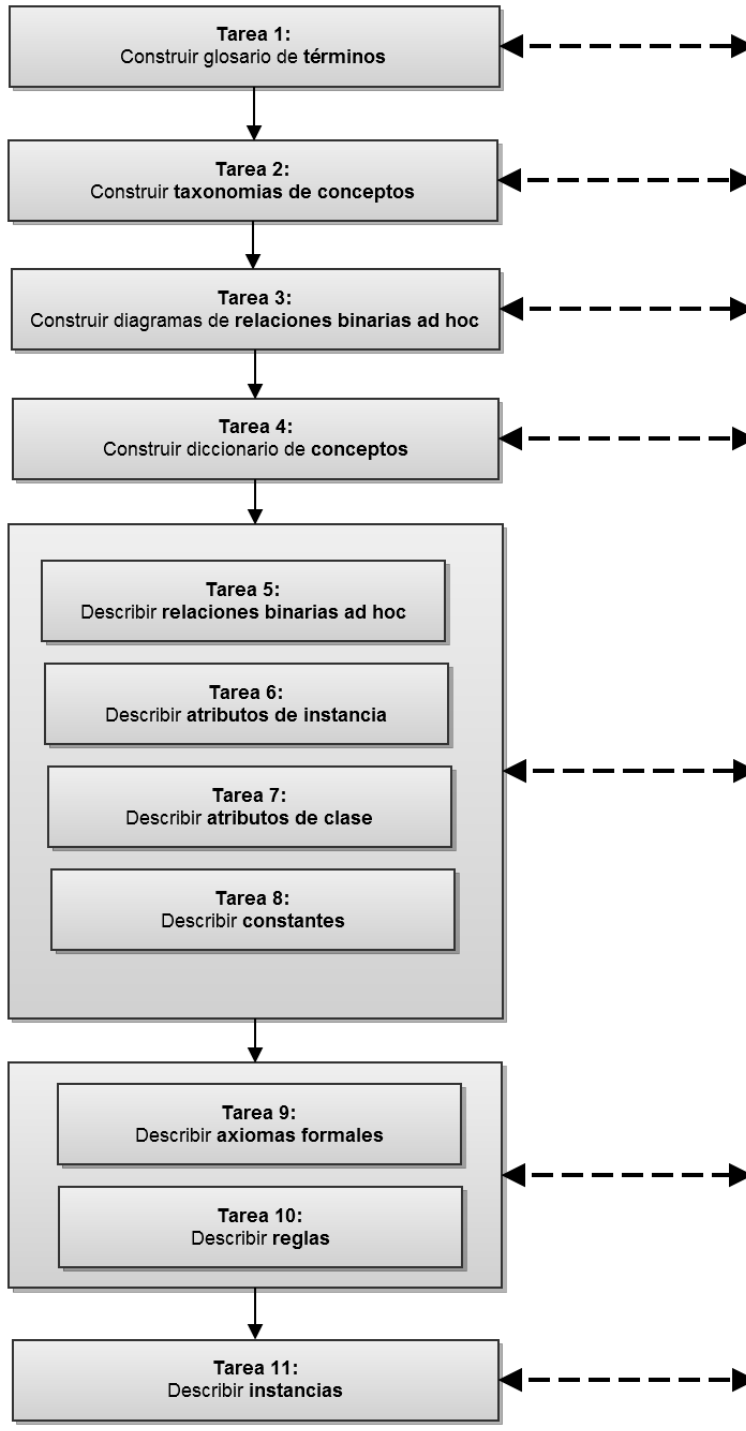 Tarea 1:
Construir glosario de términos
Tarea 2:
Construir taxonomias de conceptos
Tarea 3:
Construir diagramas de relaciones binarias ad hoc
Tarea 4:
Construir diccionario de conceptos
Tarea 5:
Describir relaciones binarias ad hoc
Tarea 6:
Describir atributos de instancia
Tarea 7:
Describir atributos de clase
Tarea 8:
Describir constantes
Tarea 9:
Describir axiomas formales
Tarea 10:
Describir reglas
Tarea 11:
Describir instancias